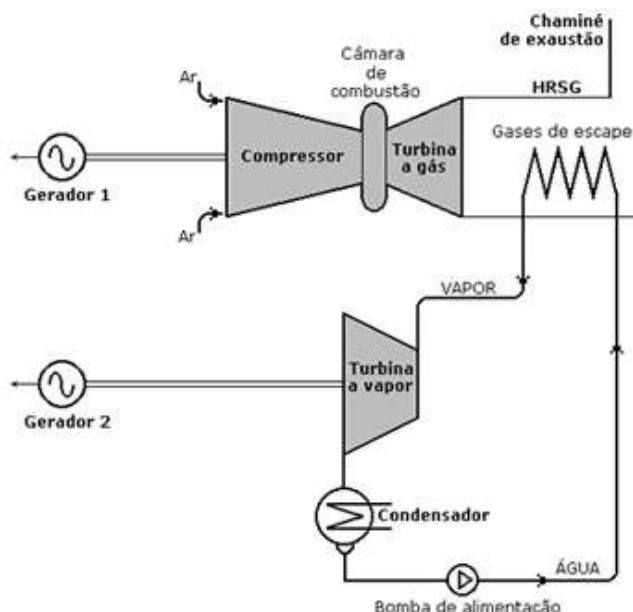 Chaminé
de exaustão
Câmara
de
combustão
Ar
HRSG
Gases de escape
Compressor
Turbina
a gás
Gerador 1
Ar
VAPOR
Turbina
a vapor
Gerador 2
Condensador
ÁGUA
Bomba de alimentação